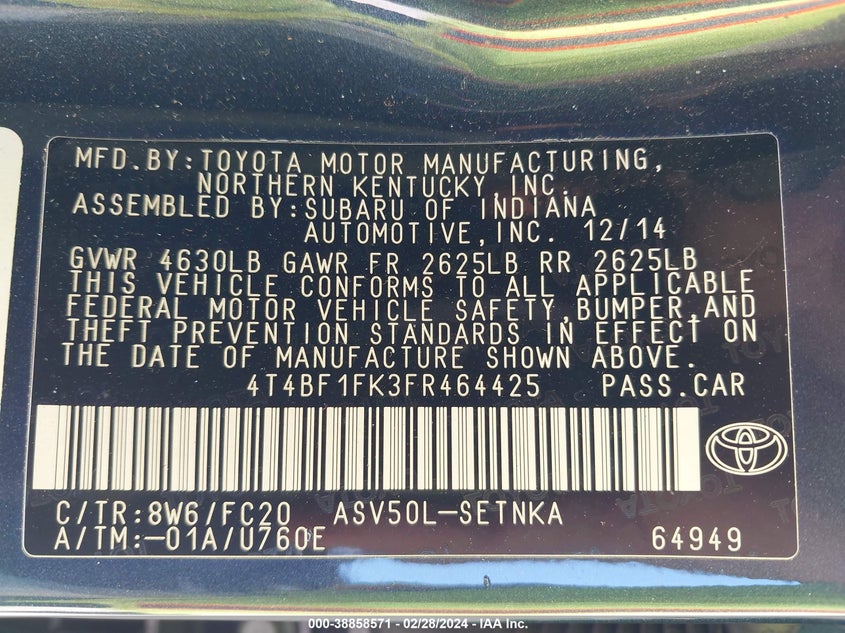 MFD.BY:TOYOTA MOTOR MANUFACTURING,
NORTHERN KENTUCKY, INC.
ASSEMBLED BY:SUBARU OF INDIANA
AUTOMOTIVE,INC. 12/14
GVWR 4630LB GAWR FR 2625LB RR 2625LB
THIS VEHICLE CONFORMS TO ALL APPLICABLE
FEDERAL MOTOR VEHICLE SAFETY,BUMPER,AND
THEFT PREVENTION STANDARDS IN EFFECT ON
THE DATE OF MANUFACTURE SHOWN ABOVE.
4T4BF1FK3FR464425 PASS.CAR
C/TR:8W6/FC20 ASV50L-SETNKA
A/TM:-01A/U760E 64949
000-38858571 - 02/28/2024 - IAA Inc.